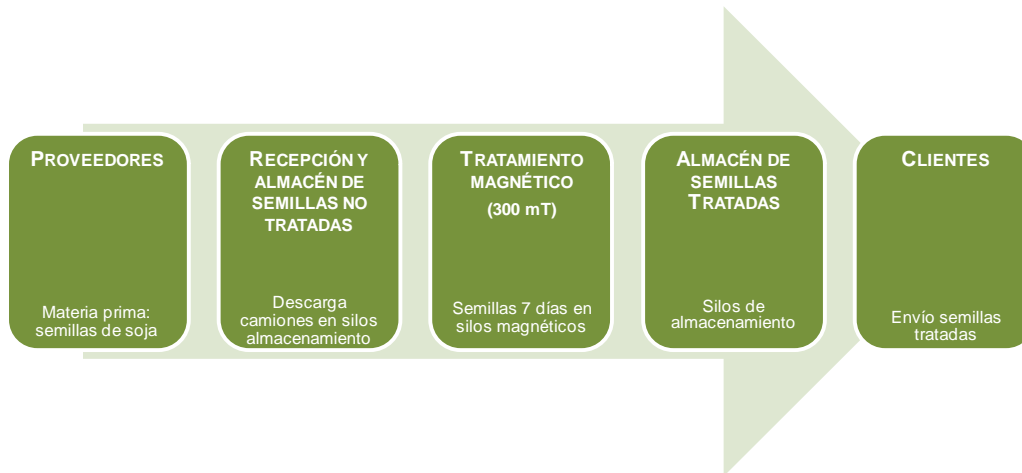 PROVEEDORES
Materia prima:
semillas de soja
RECEPCIÓN Y
ALMACÉN DE
SEMILLAS NO
TRATADAS
Descarga
camiones en silos
almacenamiento
TRATAMIENTO
MAGNÉTICO
(300 mT)
Semillas 7 días en
silos magnéticos
ALMACÉN DE
SEMILLAS
TRATADAS
Silos de
almacenamiento
CLIENTES
Envío semillas
tratadas